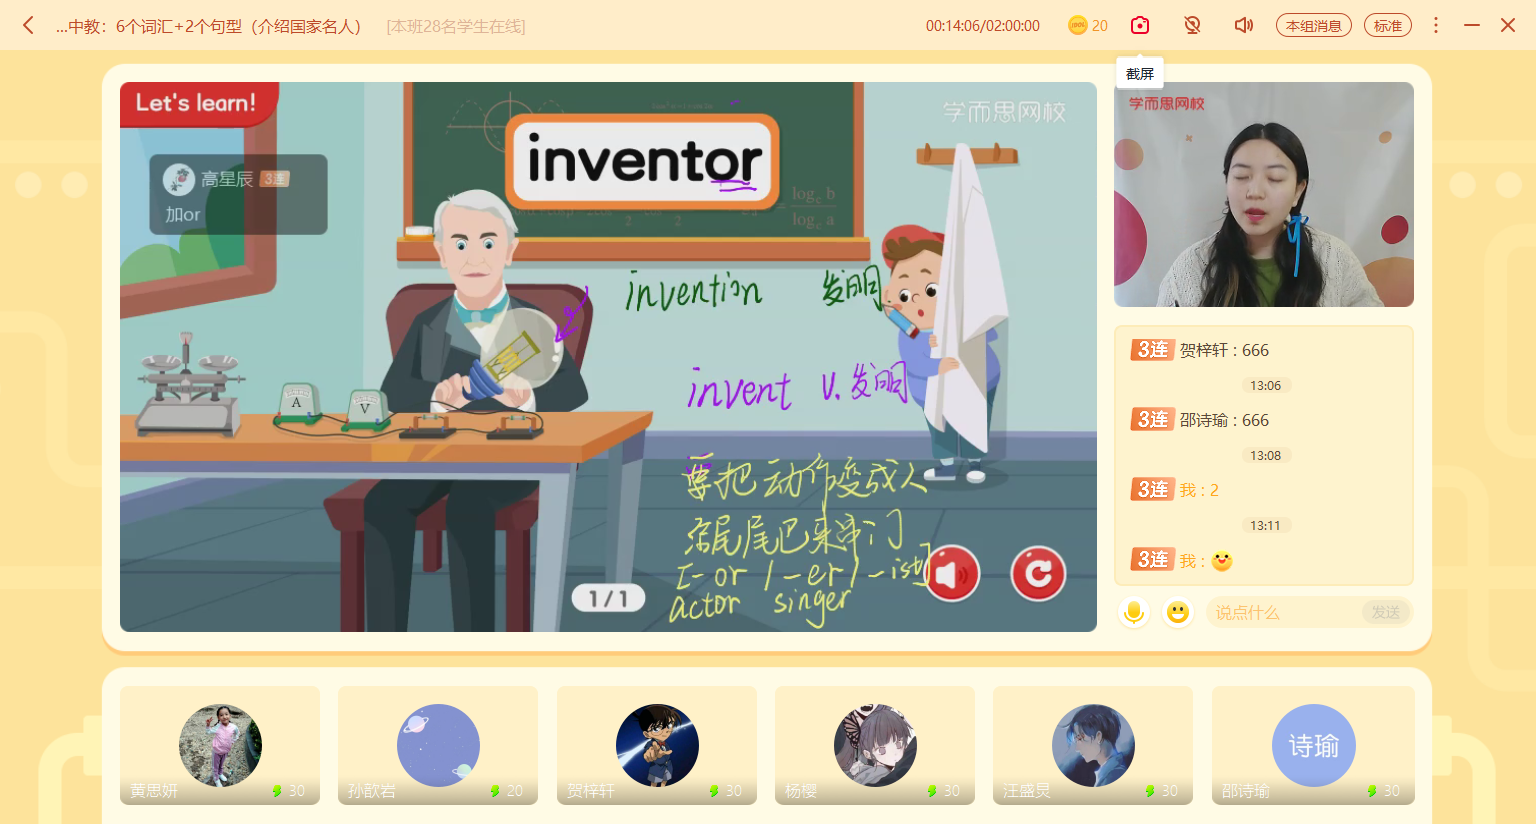 ...中教：6个词汇+2个句型（介绍国家名人）
[本班28名学生在线]
00:14:06/02:00:00
20
本组消息
标准
截屏
Let's learn!
学而思网校
inventor
高星辰 3连
加or
log_c b
log_c a
invention 发明
invent v. 发明
要把动作变成人
结尾尾巴来帮门
[-or / -er / -ist]
actor singer
A
V
1/1
学而思网校
3连 贺梓轩 : 666
13:06
3连 邵诗瑜 : 666
13:08
3连 我 : 2
13:11
3连 我 :
说点什么
发送
诗瑜
黄思妍 30
孙歆岩 20
贺梓轩 30
杨樱 30
汪盛炅 30
邵诗瑜 30